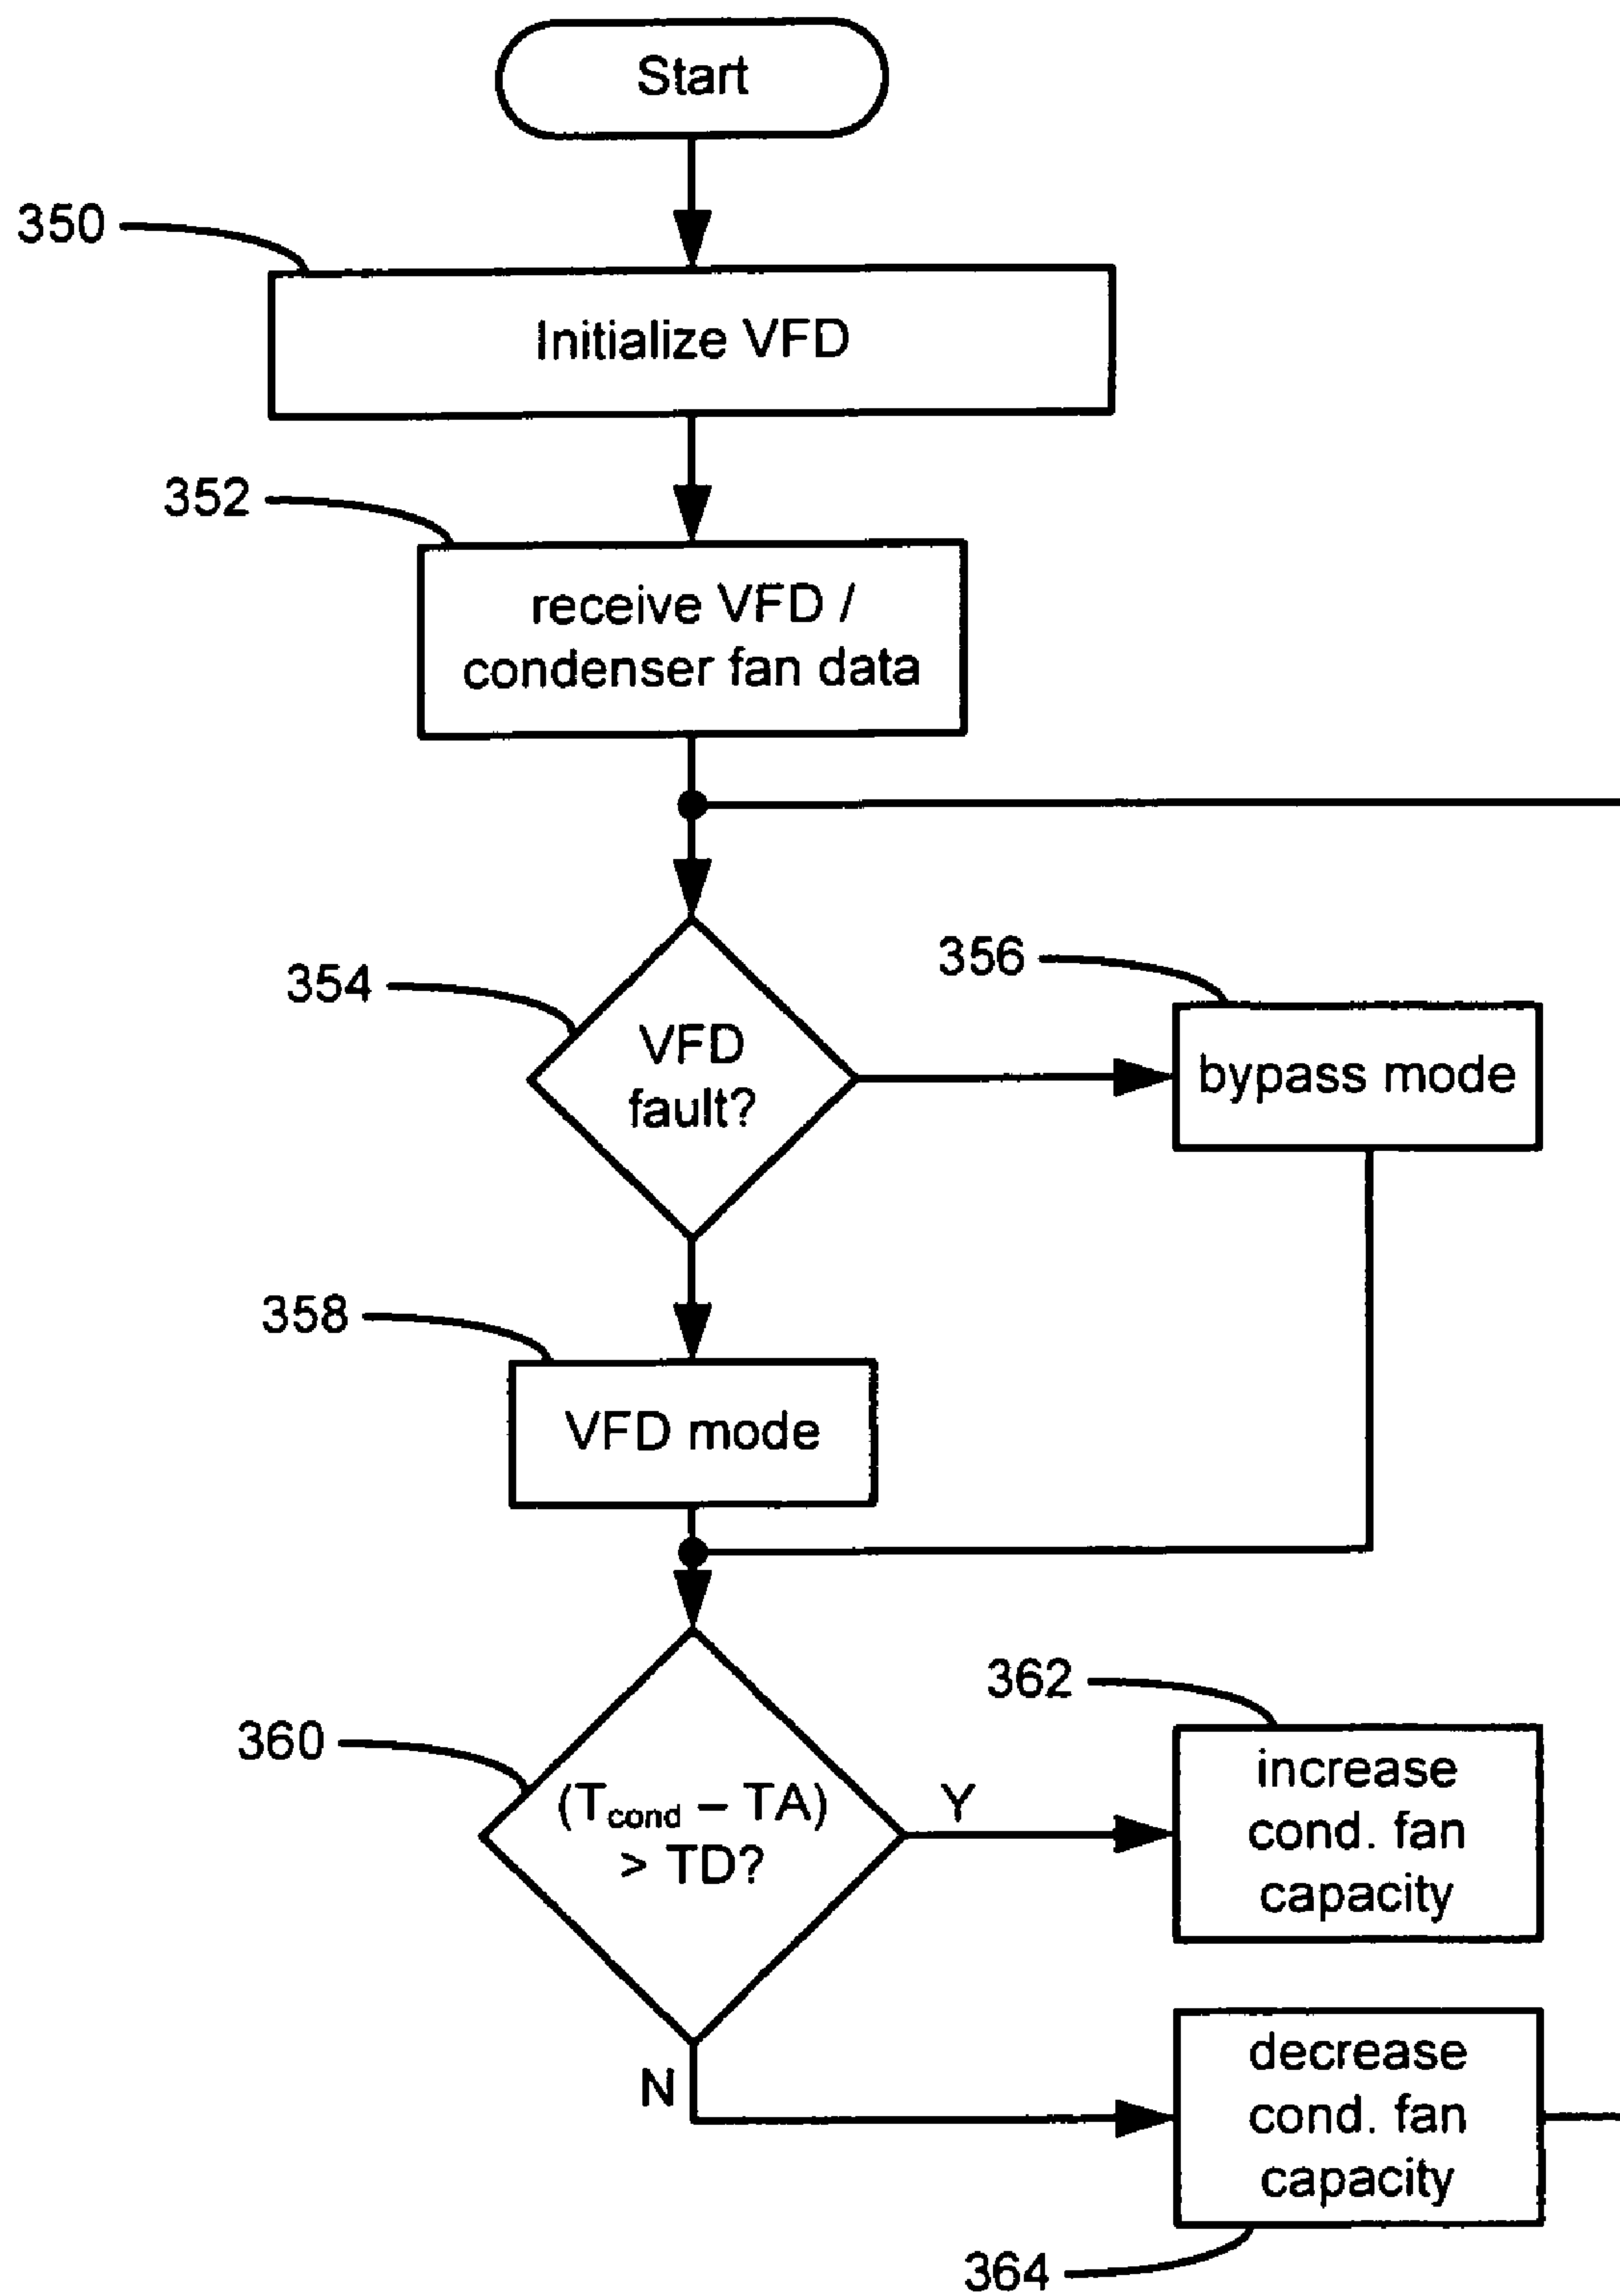 Start
350
Initialize VFD
352
receive VFD /
condenser fan data
354
VFD
fault?
356
bypass mode
358
VFD mode
360
(Tcond – TA)
> TD?
Y
362
increase
cond. fan
capacity
N
decrease
cond. fan
capacity
364